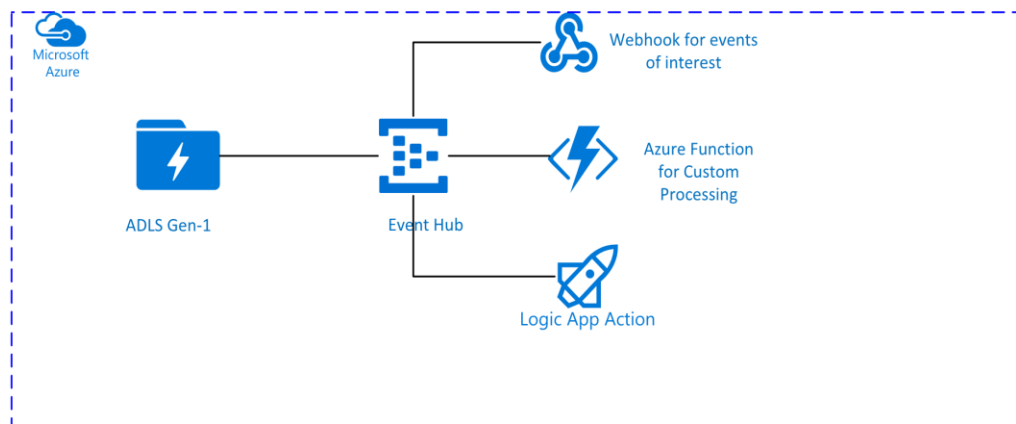 Microsoft
Azure
Webhook for events
of interest
Azure Function
for Custom
Processing
ADLS Gen-1
Event Hub
Logic App Action